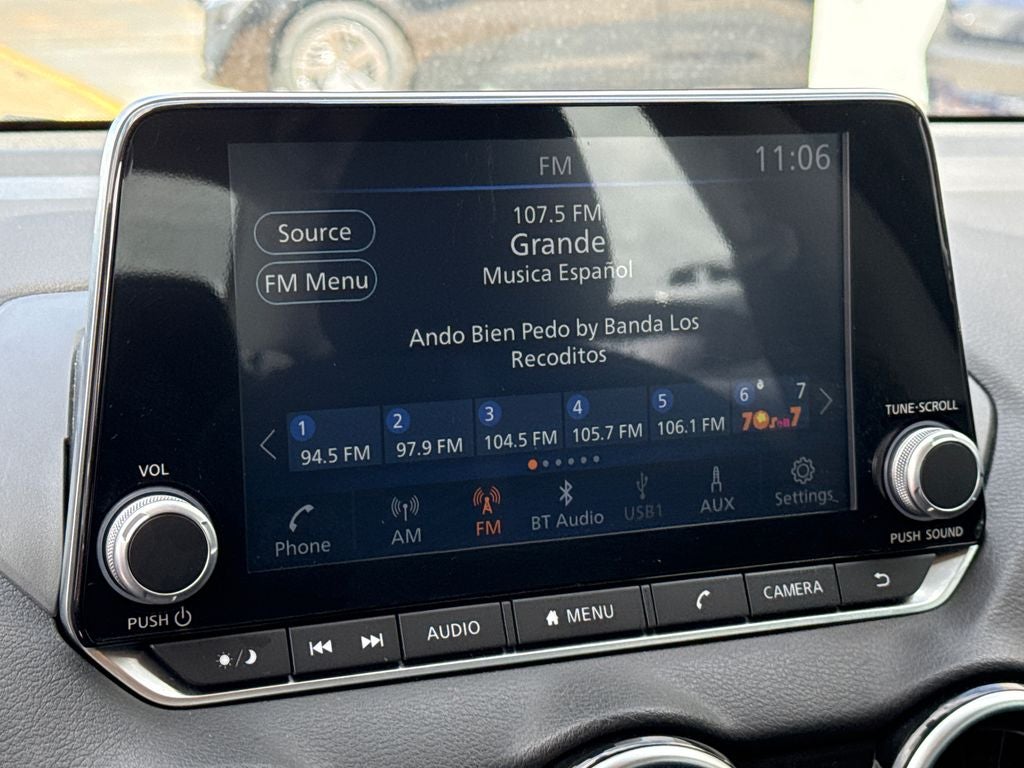 FM
11:06
Source
107.5 FM
Grande
FM Menu
Musica Español
Ando Bien Pedo by Banda Los
Recoditos
1 94.5 FM
2 97.9 FM
3 104.5 FM
4 105.7 FM
5 106.1 FM
6 7
70s on 7
Phone
AM
FM
BT Audio
USB1
AUX
Settings
VOL
PUSH
TUNE·SCROLL
PUSH SOUND
AUDIO
MENU
CAMERA